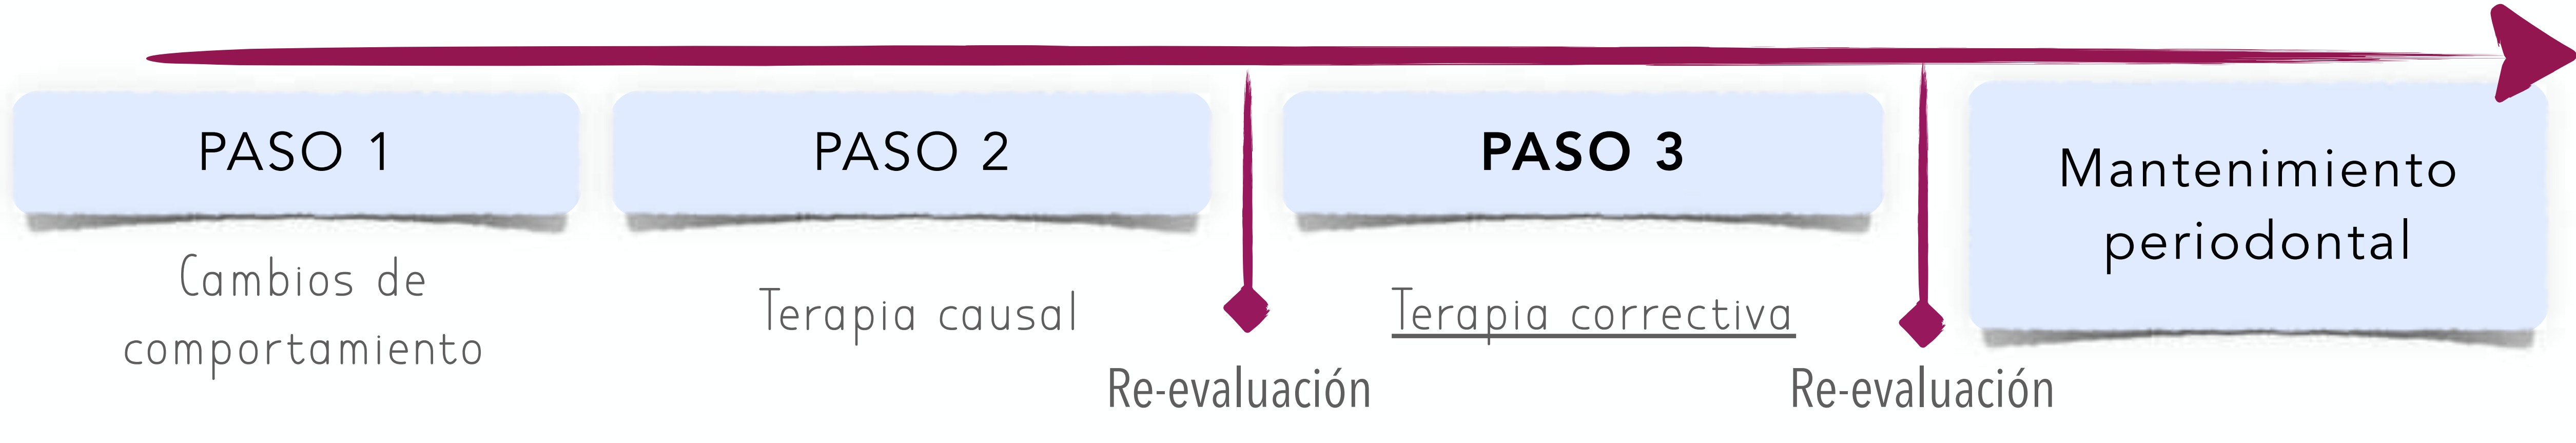 PASO 1
Cambios de
comportamiento
PASO 2
Terapia causal
Re-evaluación
PASO 3
Terapia correctiva
Re-evaluación
Mantenimiento
periodontal